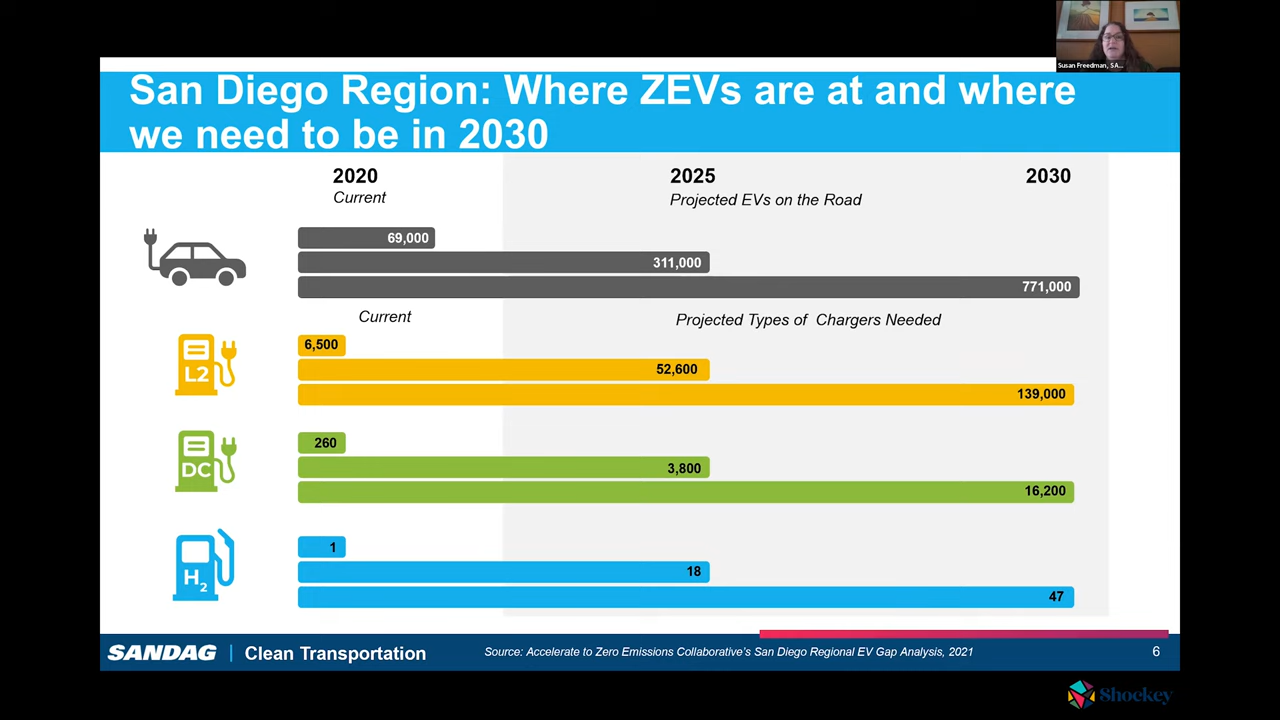 Susan Freedman, SA...
San Diego Region: Where ZEVs are at and where
we need to be in 2030
2020
2025
2030
Current
Projected EVs on the Road
69,000
311,000
771,000
Current
Projected Types of Chargers Needed
6,500
L2
52,600
139,000
260
DC
3,800
16,200
1
H2
18
47
SANDAG | Clean Transportation
Source: Accelerate to Zero Emissions Collaborative's San Diego Regional EV Gap Analysis, 2021
6
Shockey